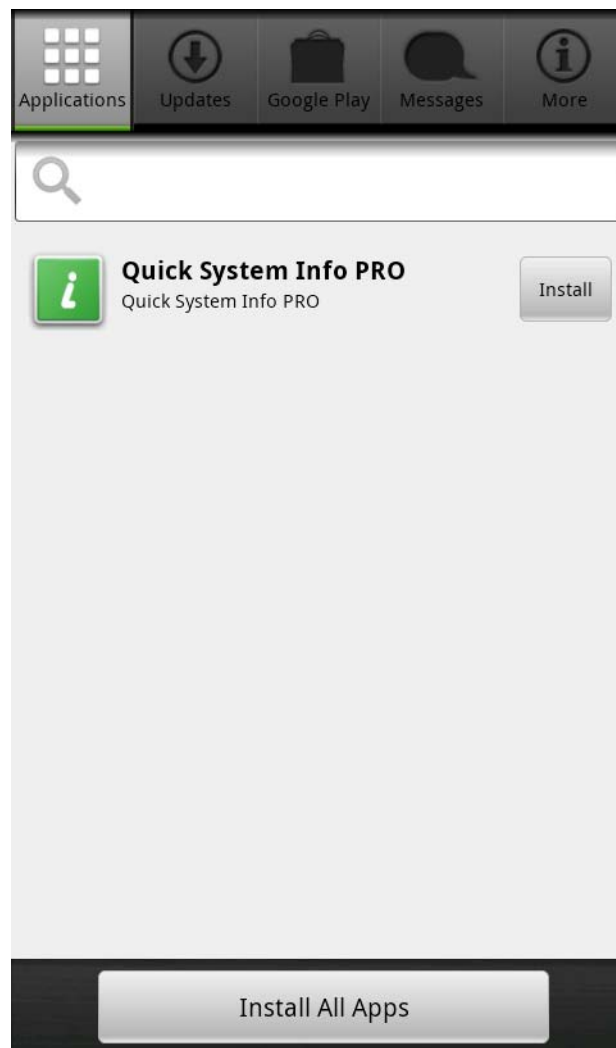 Applications
Updates
Google Play
Messages
More
Quick System Info PRO
Quick System Info PRO
Install
Install All Apps